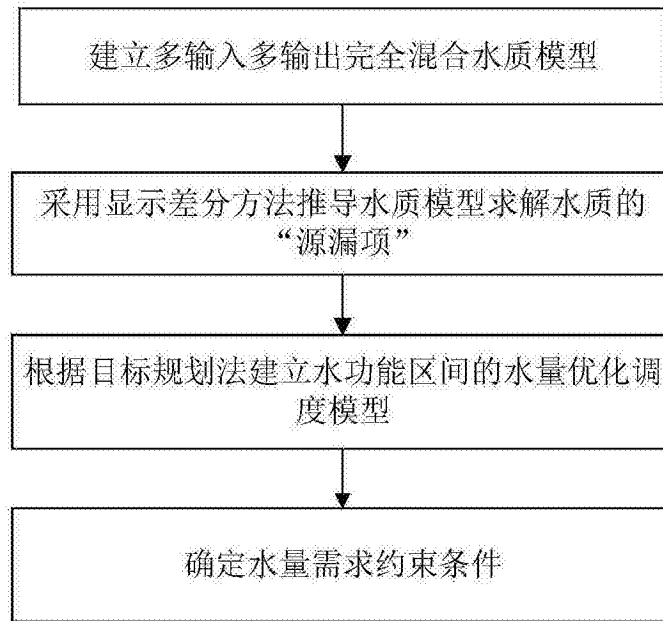 建立多输入多输出完全混合水质模型
采用显示差分方法推导水质模型求解水质的
“源漏项”
根据目标规划法建立水功能区间的水量优化调
度模型
确定水量需求约束条件